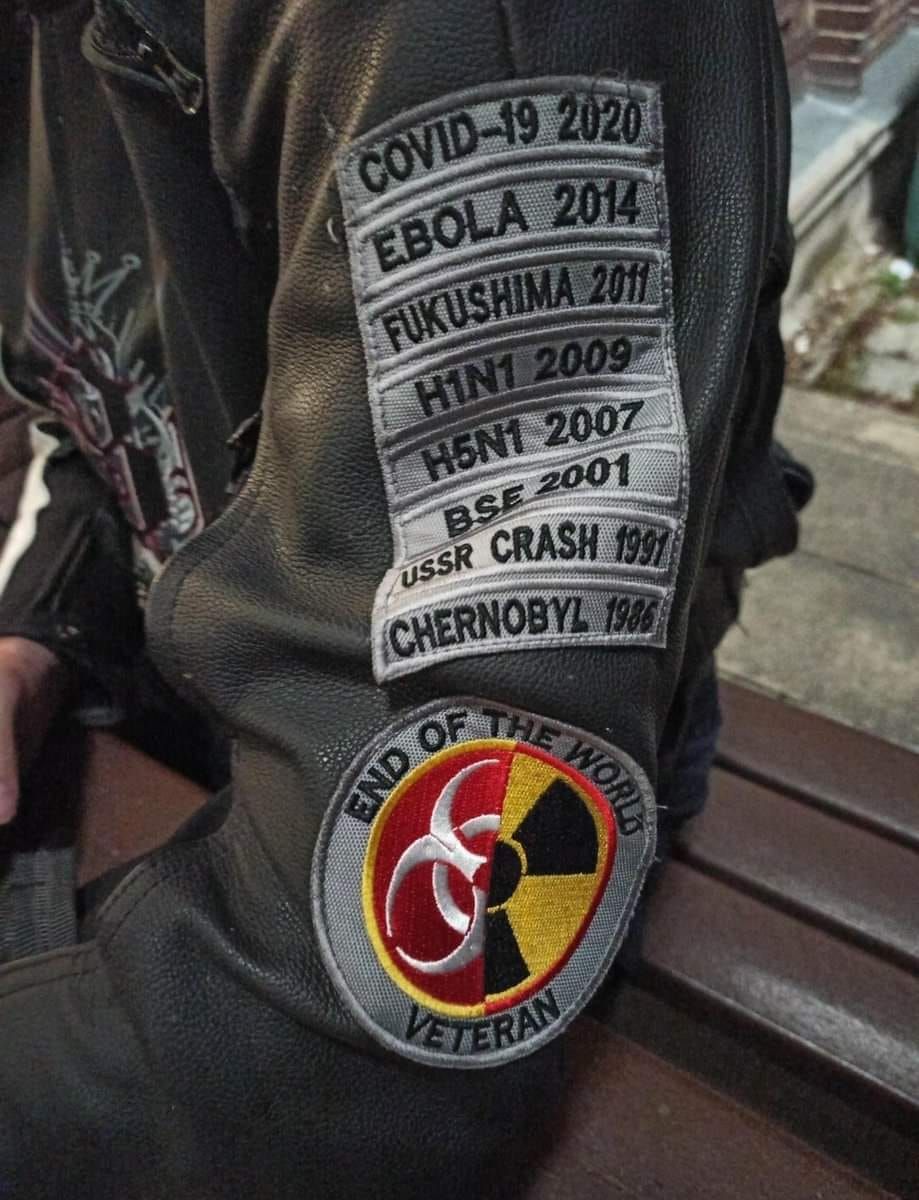 COVID-19 2020
EBOLA 2014
FUKUSHIMA 2011
H1N1 2009
H5N1 2007
BSE 2001
USSR CRASH 1991
CHERNOBYL 1986
END OF THE WORLD
VETERAN